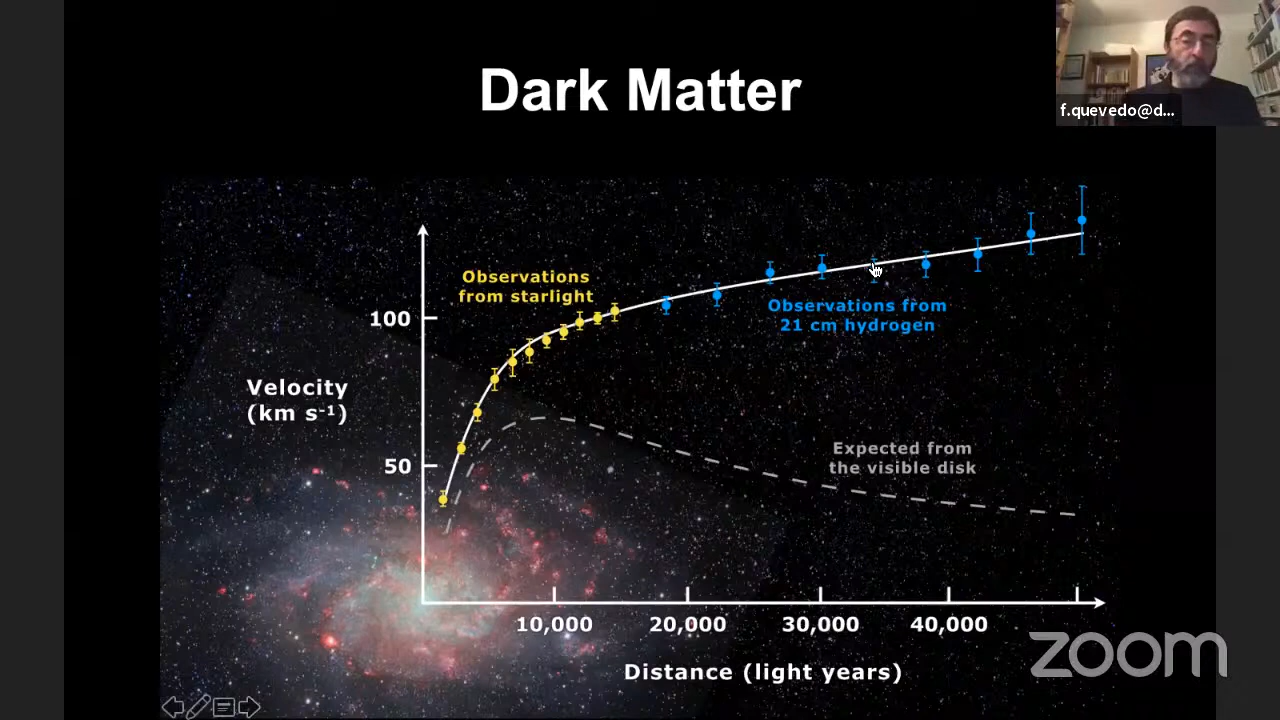 Dark Matter
f.quevedo@d...
Observations
from starlight
100
Observations from
21 cm hydrogen
Velocity
(km s-1)
Expected from
the visible disk
50
10,000
20,000
30,000
40,000
Distance (light years)
zoom